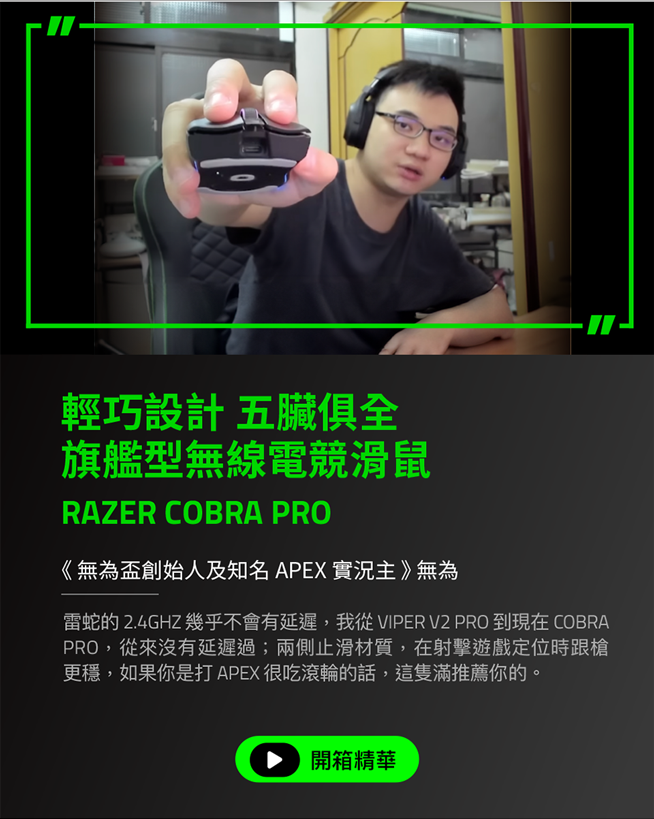 輕巧設計 五臟俱全
旗艦型無線電競滑鼠
RAZER COBRA PRO
《 無為盃創始人及知名 APEX 實況主 》無為
雷蛇的 2.4GHZ 幾乎不會有延遲，我從 VIPER V2 PRO 到現在 COBRA
PRO，從來沒有延遲過；兩側止滑材質，在射擊遊戲定位時跟槍
更穩，如果你是打 APEX 很吃滾輪的話，這隻滿推薦你的。
開箱精華